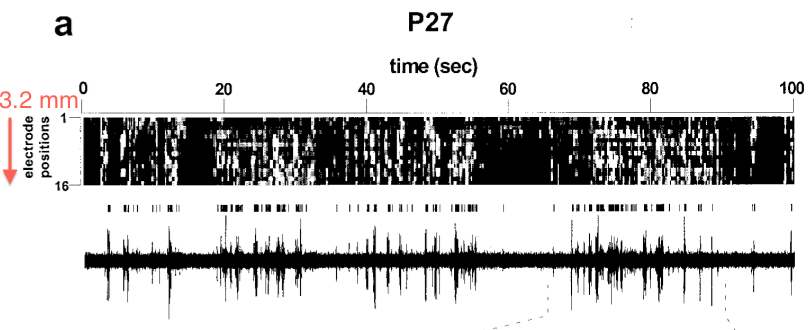 a
P27
time (sec)
0 20 40 60 80 100
3.2 mm
1
electrode
positions
16